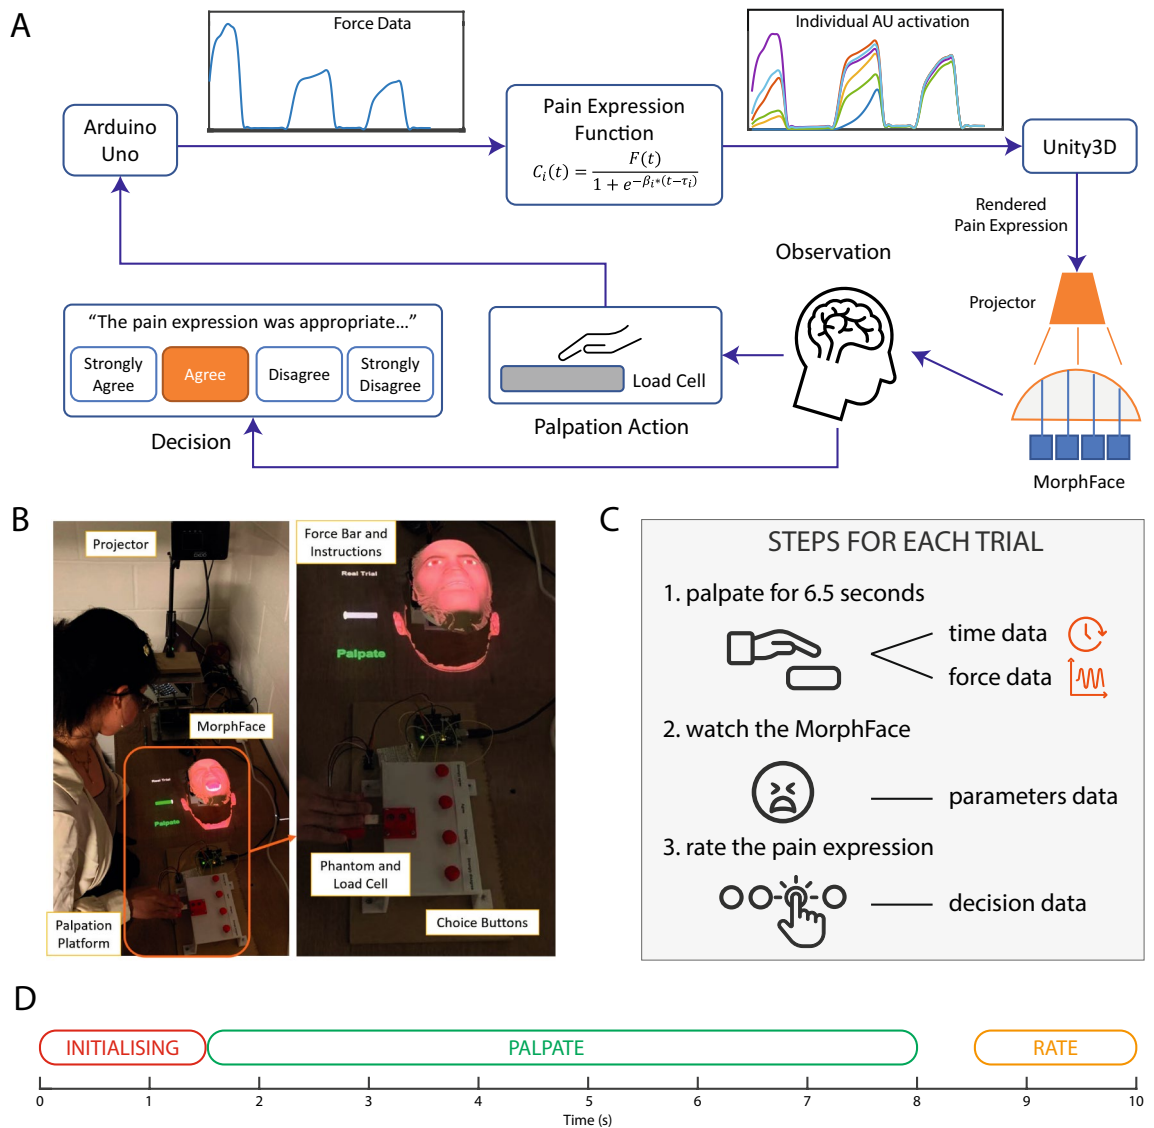 A
Force Data
Individual AU activation
Arduino
Uno
Pain Expression
Function
C_i(t) = F(t) / (1 + e^{−β_i*(t−τ_i)})
Unity3D
Rendered
Pain Expression
Observation
Projector
"The pain expression was appropriate..."
Strongly
Agree
Agree
Disagree
Strongly
Disagree
Load Cell
Decision
Palpation Action
MorphFace
B
Projector
MorphFace
Real Trial
Palpate
Palpation
Platform
Force Bar and
Instructions
Real Trial
Palpate
Phantom and
Load Cell
Choice Buttons
C
STEPS FOR EACH TRIAL
1. palpate for 6.5 seconds
time data
force data
2. watch the MorphFace
parameters data
3. rate the pain expression
decision data
D
INITIALISING
PALPATE
RATE
0 1 2 3 4 5 6 7 8 9 10
Time (s)